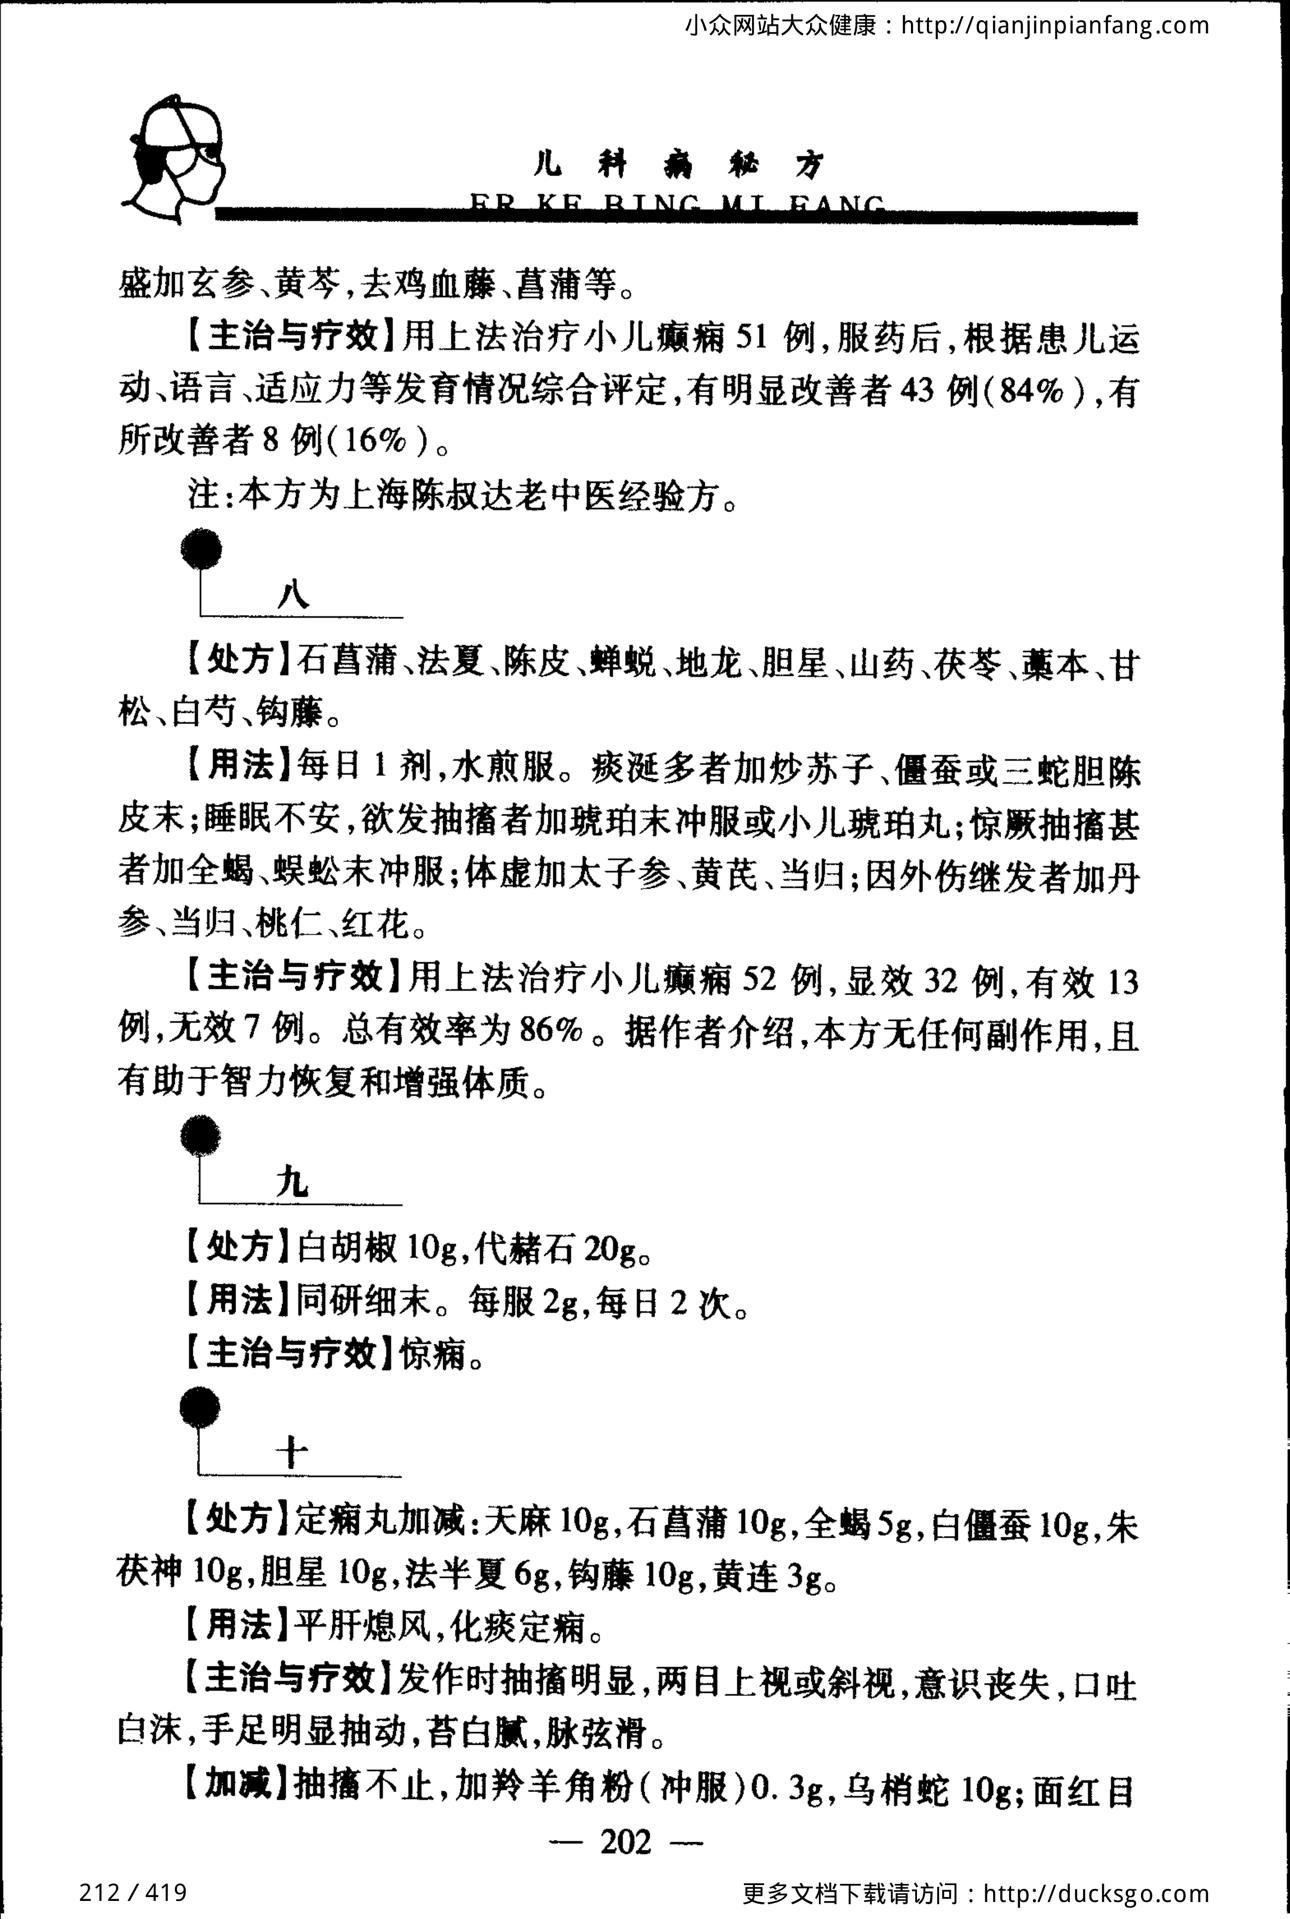 小众网站大众健康：http://qianjinpianfang.com
儿科病秘方
ER KE BING MI FANG
盛加玄参、黄芩,去鸡血藤、菖蒲等。
【主治与疗效】用上法治疗小儿癫痫 51 例,服药后,根据患儿运
动、语言、适应力等发育情况综合评定,有明显改善者 43 例(84%),有
所改善者 8 例(16%)。
注:本方为上海陈叔达老中医经验方。
八
【处方】石菖蒲、法夏、陈皮、蝉蜕、地龙、胆星、山药、茯苓、藁本、甘
松、白芍、钩藤。
【用法】每日 1 剂,水煎服。痰涎多者加炒苏子、僵蚕或三蛇胆陈
皮末;睡眠不安,欲发抽搐者加琥珀末冲服或小儿琥珀丸;惊厥抽搐甚
者加全蝎、蜈蚣末冲服;体虚加太子参、黄芪、当归;因外伤继发者加丹
参、当归、桃仁、红花。
【主治与疗效】用上法治疗小儿癫痫 52 例,显效 32 例,有效 13
例,无效 7 例。总有效率为 86%。据作者介绍,本方无任何副作用,且
有助于智力恢复和增强体质。
九
【处方】白胡椒 10g,代赭石 20g。
【用法】同研细末。每服 2g,每日 2 次。
【主治与疗效】惊痫。
十
【处方】定痫丸加减:天麻 10g,石菖蒲 10g,全蝎 5g,白僵蚕 10g,朱
茯神 10g,胆星 10g,法半夏 6g,钩藤 10g,黄连 3g。
【用法】平肝熄风,化痰定痫。
【主治与疗效】发作时抽搐明显,两目上视或斜视,意识丧失,口吐
白沫,手足明显抽动,苔白腻,脉弦滑。
【加减】抽搐不止,加羚羊角粉(冲服)0.3g,乌梢蛇 10g;面红目
— 202 —
212 / 419
更多文档下载请访问：http://ducksgo.com